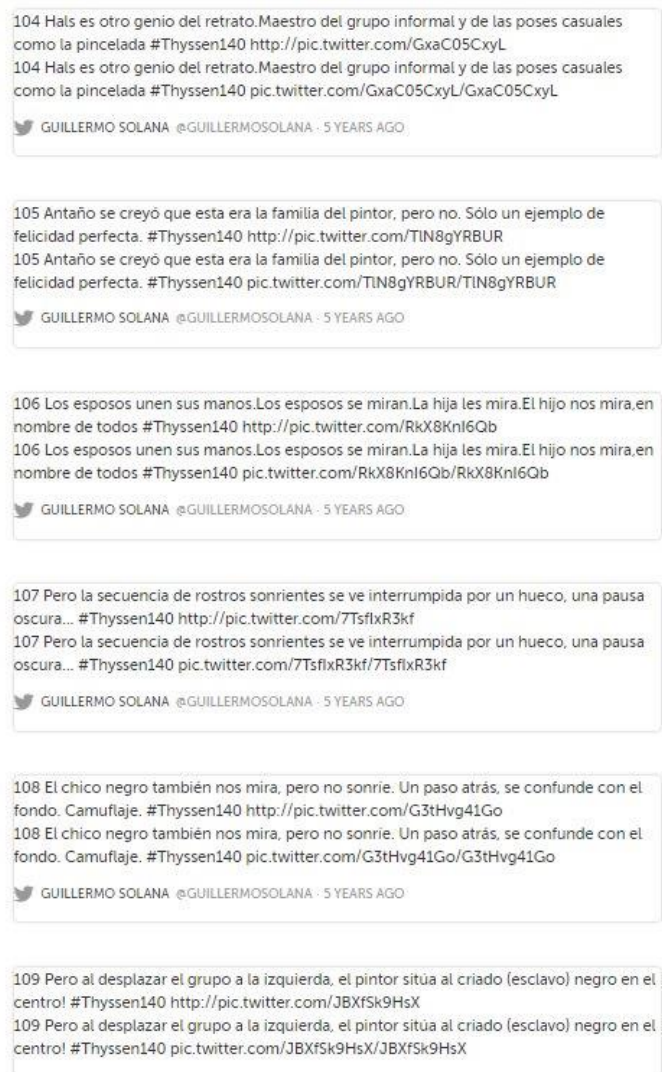 104 Hals es otro genio del retrato.Maestro del grupo informal y de las poses casuales
como la pincelada #Thyssen140 http://pic.twitter.com/GxaC05CxyL
104 Hals es otro genio del retrato.Maestro del grupo informal y de las poses casuales
como la pincelada #Thyssen140 pic.twitter.com/GxaC05CxyL/GxaC05CxyL
GUILLERMO SOLANA @GUILLERMOSOLANA · 5 YEARS AGO
105 Antaño se creyó que esta era la familia del pintor, pero no. Sólo un ejemplo de
felicidad perfecta. #Thyssen140 http://pic.twitter.com/TlN8gYRBUR
105 Antaño se creyó que esta era la familia del pintor, pero no. Sólo un ejemplo de
felicidad perfecta. #Thyssen140 pic.twitter.com/TlN8gYRBUR/TlN8gYRBUR
GUILLERMO SOLANA @GUILLERMOSOLANA · 5 YEARS AGO
106 Los esposos unen sus manos.Los esposos se miran.La hija les mira.El hijo nos mira,en
nombre de todos #Thyssen140 http://pic.twitter.com/RkX8KnI6Qb
106 Los esposos unen sus manos.Los esposos se miran.La hija les mira.El hijo nos mira,en
nombre de todos #Thyssen140 pic.twitter.com/RkX8KnI6Qb/RkX8KnI6Qb
GUILLERMO SOLANA @GUILLERMOSOLANA · 5 YEARS AGO
107 Pero la secuencia de rostros sonrientes se ve interrumpida por un hueco, una pausa
oscura... #Thyssen140 http://pic.twitter.com/7TsflxR3kf
107 Pero la secuencia de rostros sonrientes se ve interrumpida por un hueco, una pausa
oscura... #Thyssen140 pic.twitter.com/7TsflxR3kf/7TsflxR3kf
GUILLERMO SOLANA @GUILLERMOSOLANA · 5 YEARS AGO
108 El chico negro también nos mira, pero no sonríe. Un paso atrás, se confunde con el
fondo. Camuflaje. #Thyssen140 http://pic.twitter.com/G3tHvg41Go
108 El chico negro también nos mira, pero no sonríe. Un paso atrás, se confunde con el
fondo. Camuflaje. #Thyssen140 pic.twitter.com/G3tHvg41Go/G3tHvg41Go
GUILLERMO SOLANA @GUILLERMOSOLANA · 5 YEARS AGO
109 Pero al desplazar el grupo a la izquierda, el pintor sitúa al criado (esclavo) negro en el
centro! #Thyssen140 http://pic.twitter.com/JBXfSk9HsX
109 Pero al desplazar el grupo a la izquierda, el pintor sitúa al criado (esclavo) negro en el
centro! #Thyssen140 pic.twitter.com/JBXfSk9HsX/JBXfSk9HsX